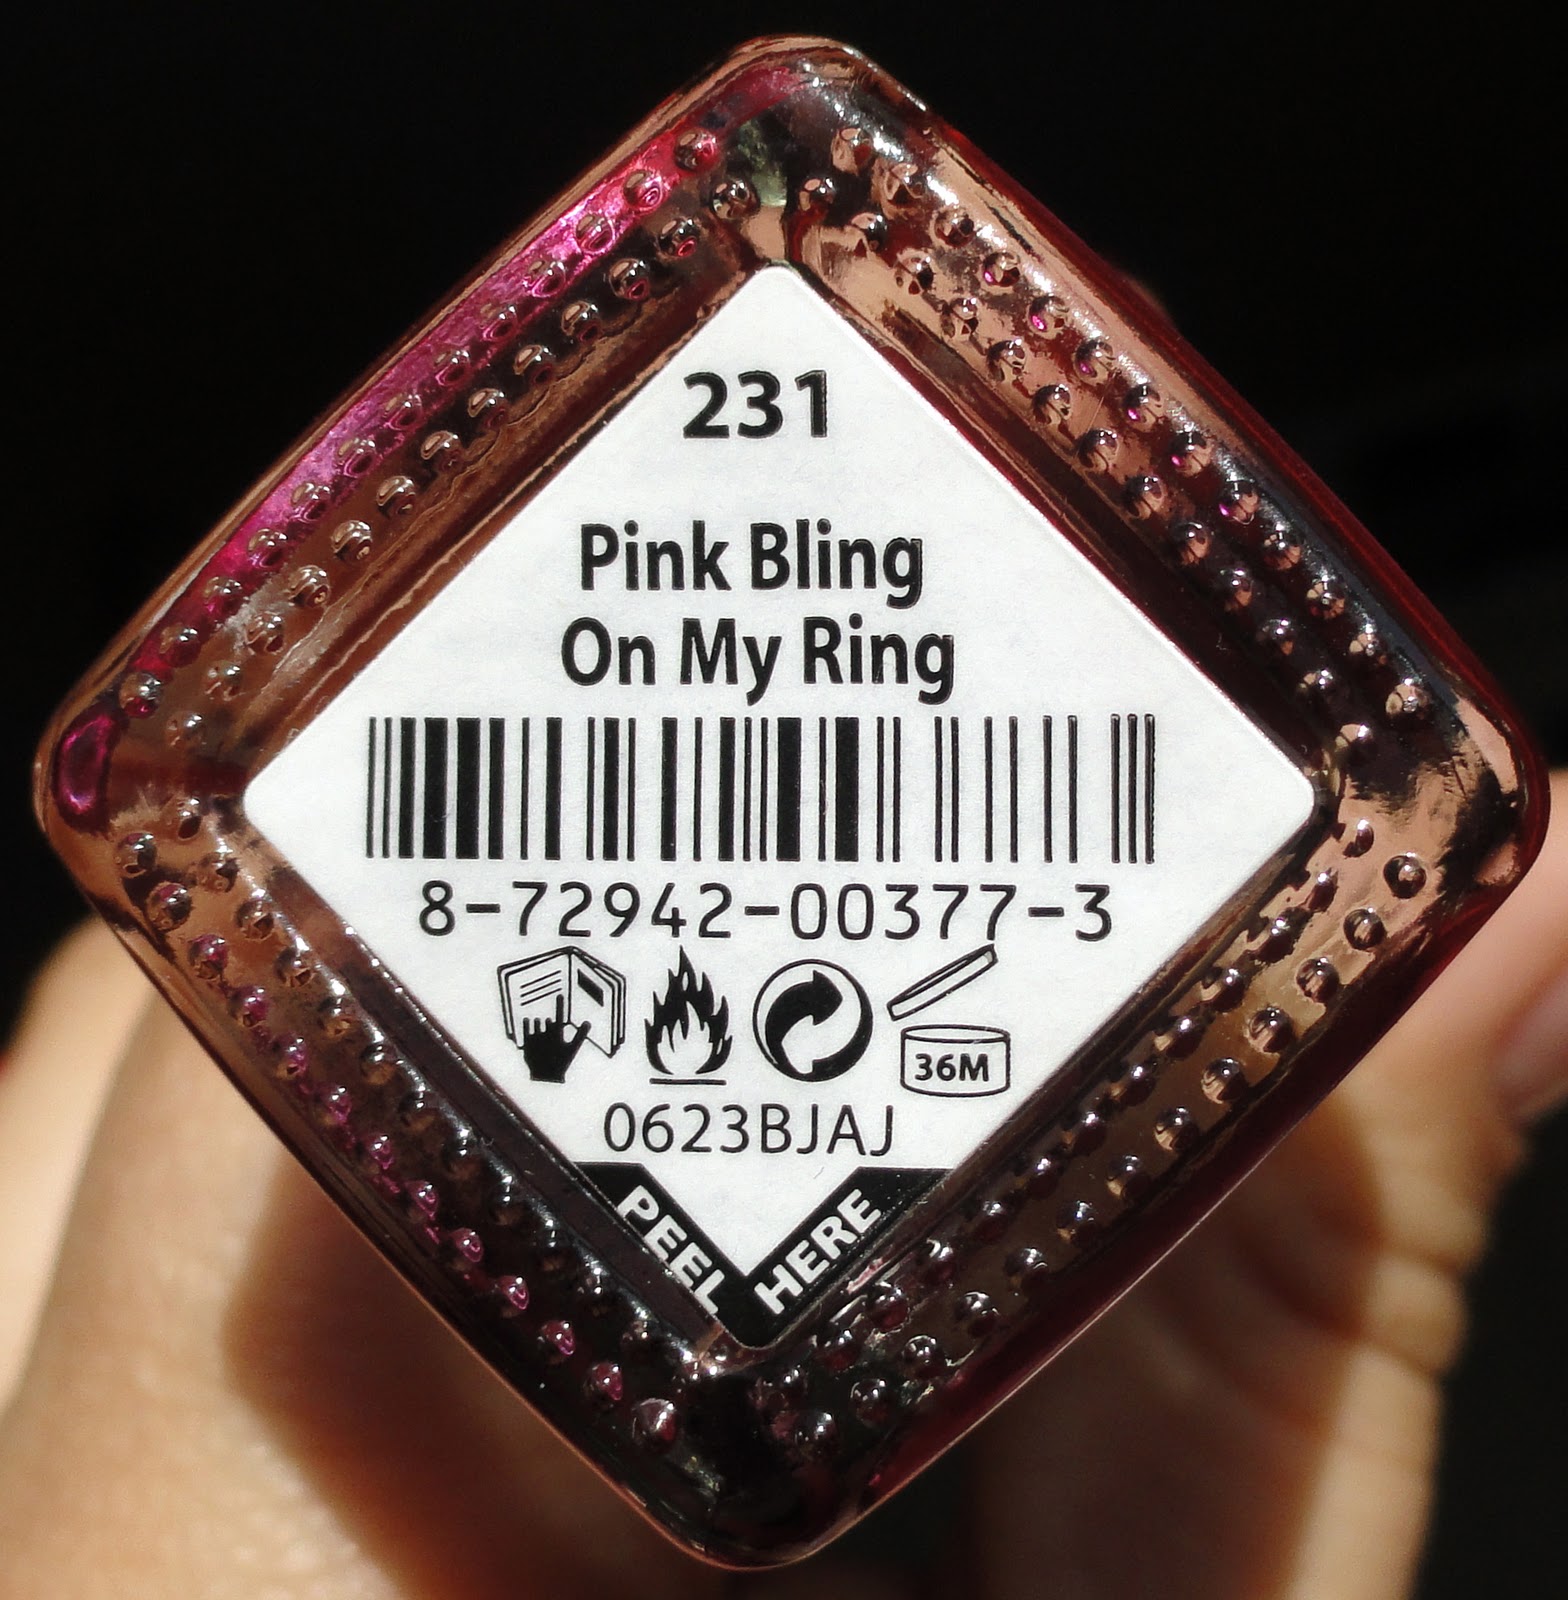 231
Pink Bling
On My Ring
8-72942-00377-3
36M
0623BJAJ
PEEL HERE